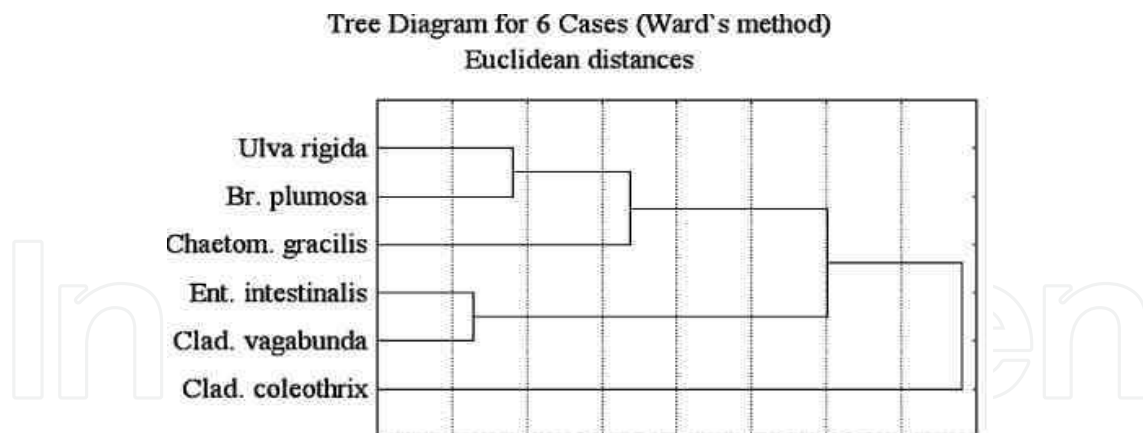 Tree Diagram for 6 Cases (Ward`s method)
Euclidean distances
Ulva rigida
Br. plumosa
Chaetom. gracilis
Ent. intestinalis
Clad. vagabunda
Clad. coleothrix